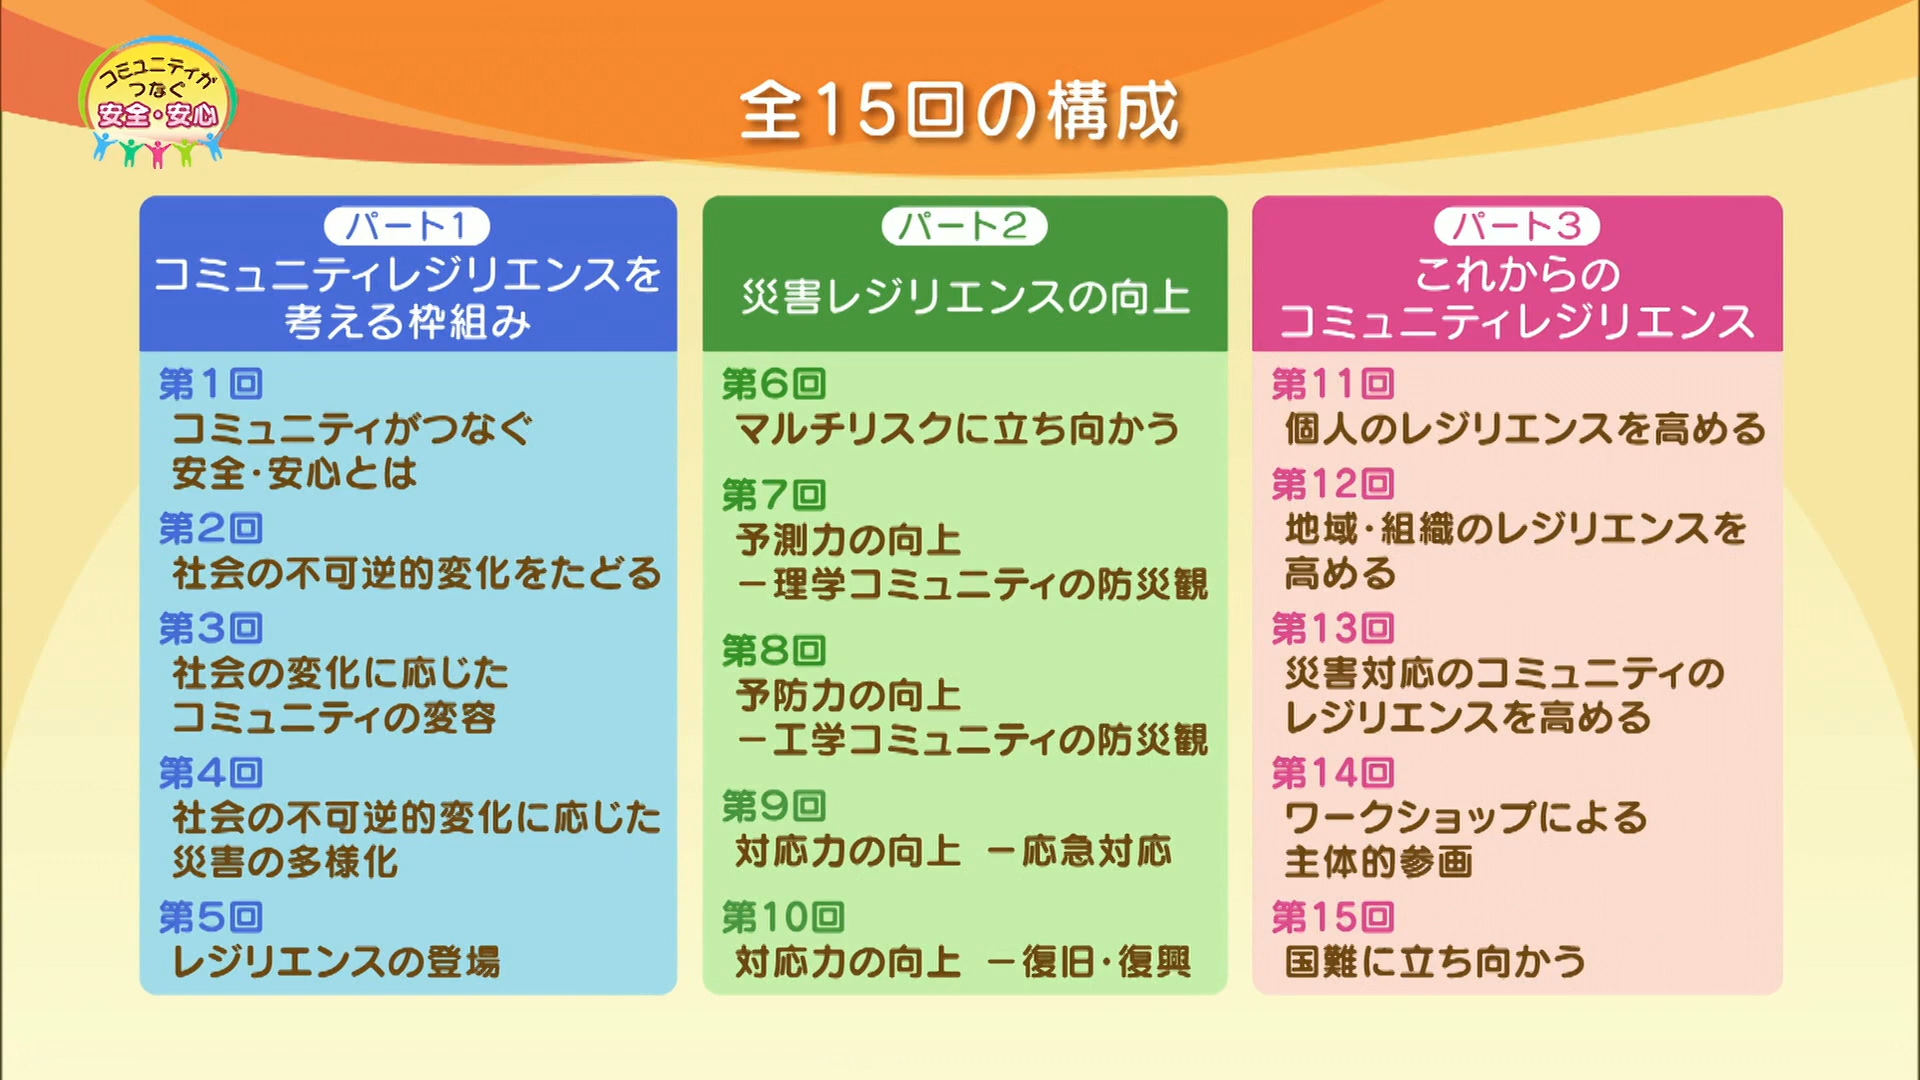 コミュニティが
つなぐ
安全・安心
全15回の構成
パート1
コミュニティレジリエンスを
考える枠組み
第1回
コミュニティがつなぐ
安全・安心とは
第2回
社会の不可逆的変化をたどる
第3回
社会の変化に応じた
コミュニティの変容
第4回
社会の不可逆的変化に応じた
災害の多様化
第5回
レジリエンスの登場
パート2
災害レジリエンスの向上
第6回
マルチリスクに立ち向かう
第7回
予測力の向上
－理学コミュニティの防災観
第8回
予防力の向上
－工学コミュニティの防災観
第9回
対応力の向上 －応急対応
第10回
対応力の向上 －復旧・復興
パート3
これからの
コミュニティレジリエンス
第11回
個人のレジリエンスを高める
第12回
地域・組織のレジリエンスを
高める
第13回
災害対応のコミュニティの
レジリエンスを高める
第14回
ワークショップによる
主体的参画
第15回
国難に立ち向かう